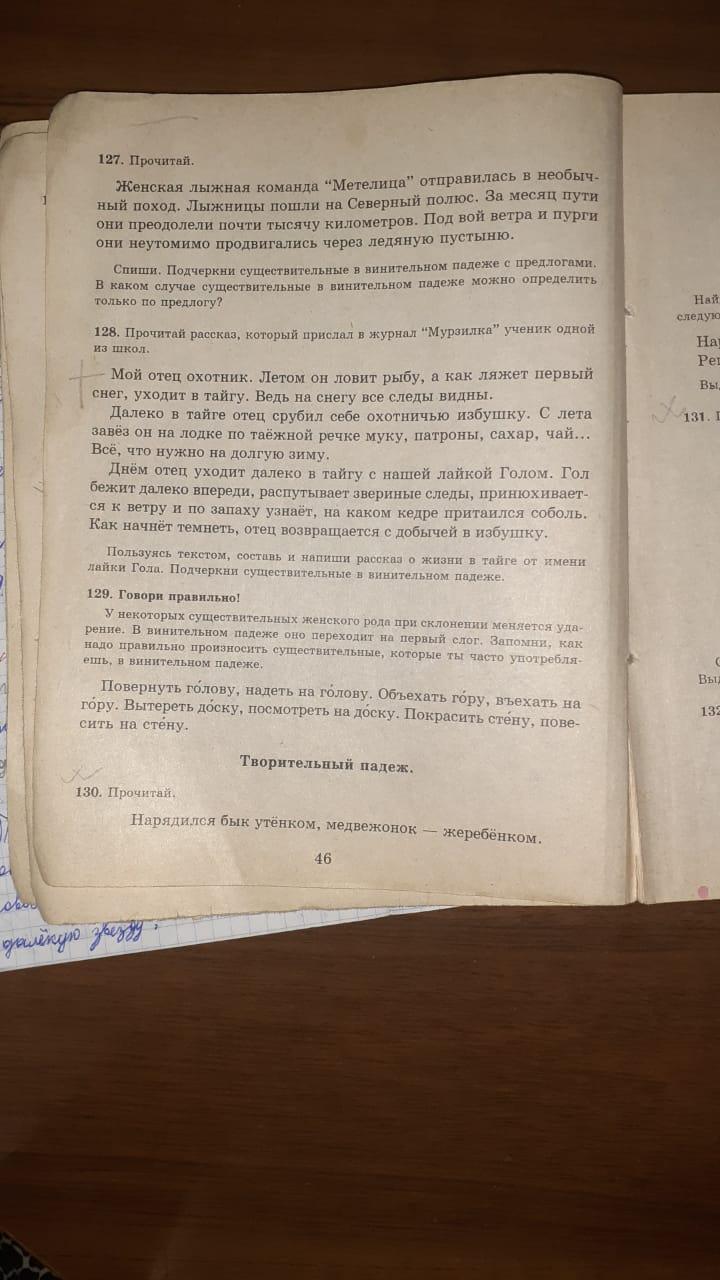 127. Прочитай.
Женская лыжная команда “Метелица” отправилась в необыч-
ный поход. Лыжницы пошли на Северный полюс. За месяц пути
они преодолели почти тысячу километров. Под вой ветра и пурги
они неутомимо продвигались через ледяную пустыню.
Спиши. Подчеркни существительные в винительном падеже с предлогами.
В каком случае существительные в винительном падеже можно определить
только по предлогу?
128. Прочитай рассказ, который прислал в журнал “Мурзилка” ученик одной
из школ.
Мой отец охотник. Летом он ловит рыбу, а как ляжет первый
снег, уходит в тайгу. Ведь на снегу все следы видны.
Далеко в тайге отец срубил себе охотничью избушку. С лета
завёз он на лодке по таёжной речке муку, патроны, сахар, чай...
Всё, что нужно на долгую зиму.
Днём отец уходит далеко в тайгу с нашей лайкой Голом. Гол
бежит далеко впереди, распутывает звериные следы, принюхивает-
ся к ветру и по запаху узнаёт, на каком кедре притаился соболь.
Как начнёт темнеть, отец возвращается с добычей в избушку.
Пользуясь текстом, составь и напиши рассказ о жизни в тайге от имени
лайки Гола. Подчеркни существительные в винительном падеже.
129. Говори правильно!
У некоторых существительных женского рода при склонении меняется уда-
рение. В винительном падеже оно переходит на первый слог. Запомни, как
надо правильно произносить существительные, которые ты часто употребля-
ешь, в винительном падеже.
Повернуть го́лову, надеть на го́лову. Объехать го́ру, въехать на
го́ру. Вытереть до́ску, посмотреть на до́ску. Покрасить сте́ну, пове-
сить на сте́ну.
Творительный падеж.
130. Прочитай.
Нарядился бык утёнком, медвежонок — жеребёнком.
46
далёкую звезду.
Най
следую
На
Ре
Вы
131.
Выд
132